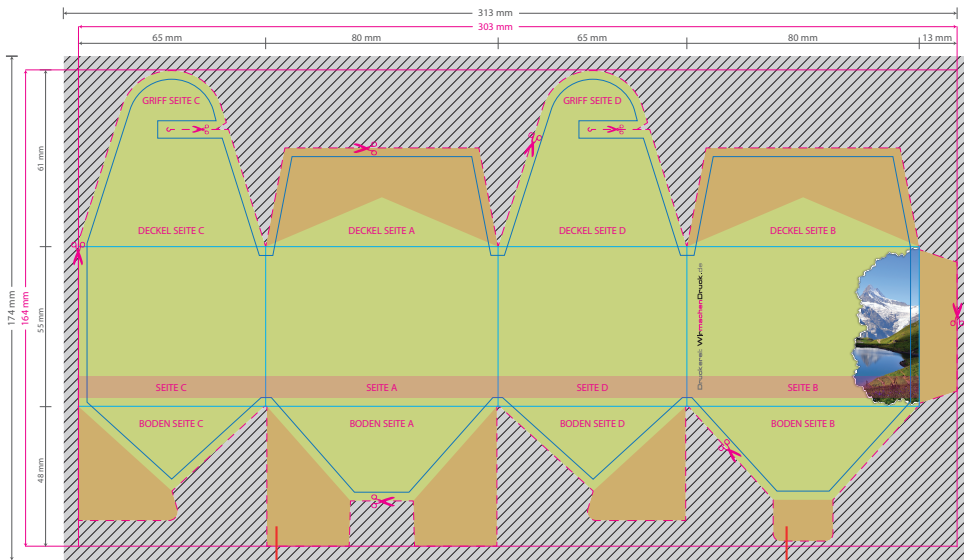 313 mm
303 mm
65 mm
80 mm
65 mm
80 mm
13 mm
GRIFF SEITE C
GRIFF SEITE D
174 mm
164 mm
61 mm
55 mm
48 mm
DECKEL SEITE C
DECKEL SEITE A
DECKEL SEITE D
DECKEL SEITE B
Druckerei: WIRmacherDruck.de
SEITE C
SEITE A
SEITE D
SEITE B
BODEN SEITE C
BODEN SEITE A
BODEN SEITE D
BODEN SEITE B